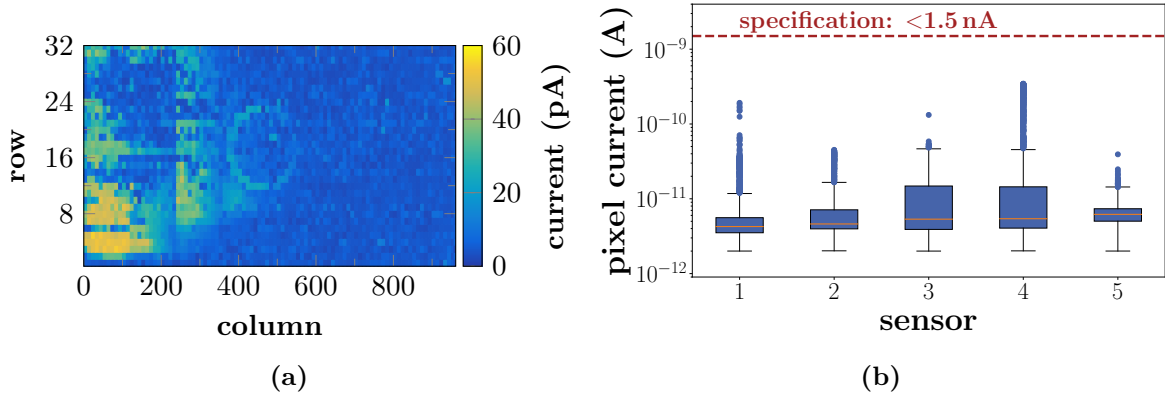 32
24
16
8
row
0
200
400
600
800
column
60
40
20
0
current (pA)
(a)
specification: <1.5 nA
10⁻⁹
10⁻¹⁰
10⁻¹¹
10⁻¹²
pixel current (A)
1
2
3
4
5
sensor
(b)